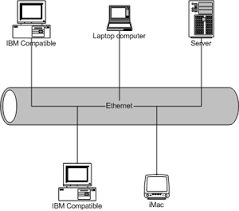 IBM Compatible
Laptop computer
Server
Ethernet
IBM Compatible
iMac